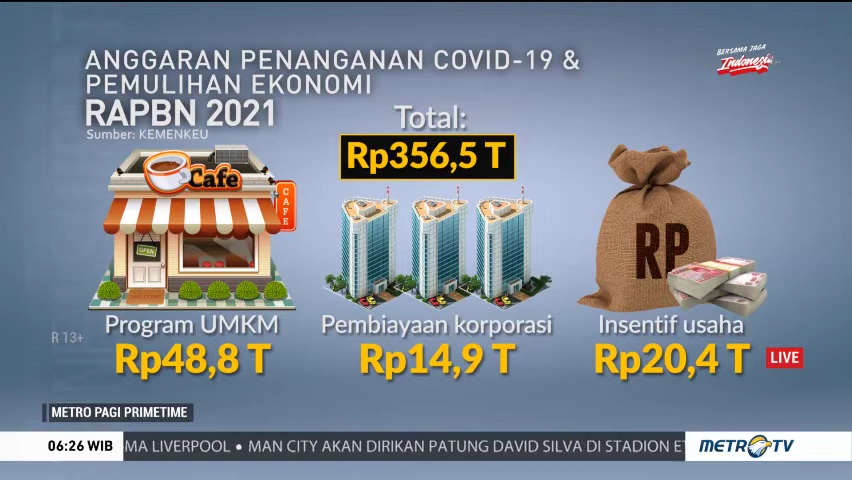 ANGGARAN PENANGANAN COVID-19 &
PEMULIHAN EKONOMI
RAPBN 2021
Sumber: KEMENKEU
BERSAMA JAGA
Indonesia
Total:
Rp356,5 T
Cafe
CAFE
OPEN
RP
Program UMKM
Rp48,8 T
Pembiayaan korporasi
Rp14,9 T
Insentif usaha
Rp20,4 T
R 13+
LIVE
METRO PAGI PRIMETIME
06:26 WIB
MA LIVERPOOL • MAN CITY AKAN DIRIKAN PATUNG DAVID SILVA DI STADION
METRO TV